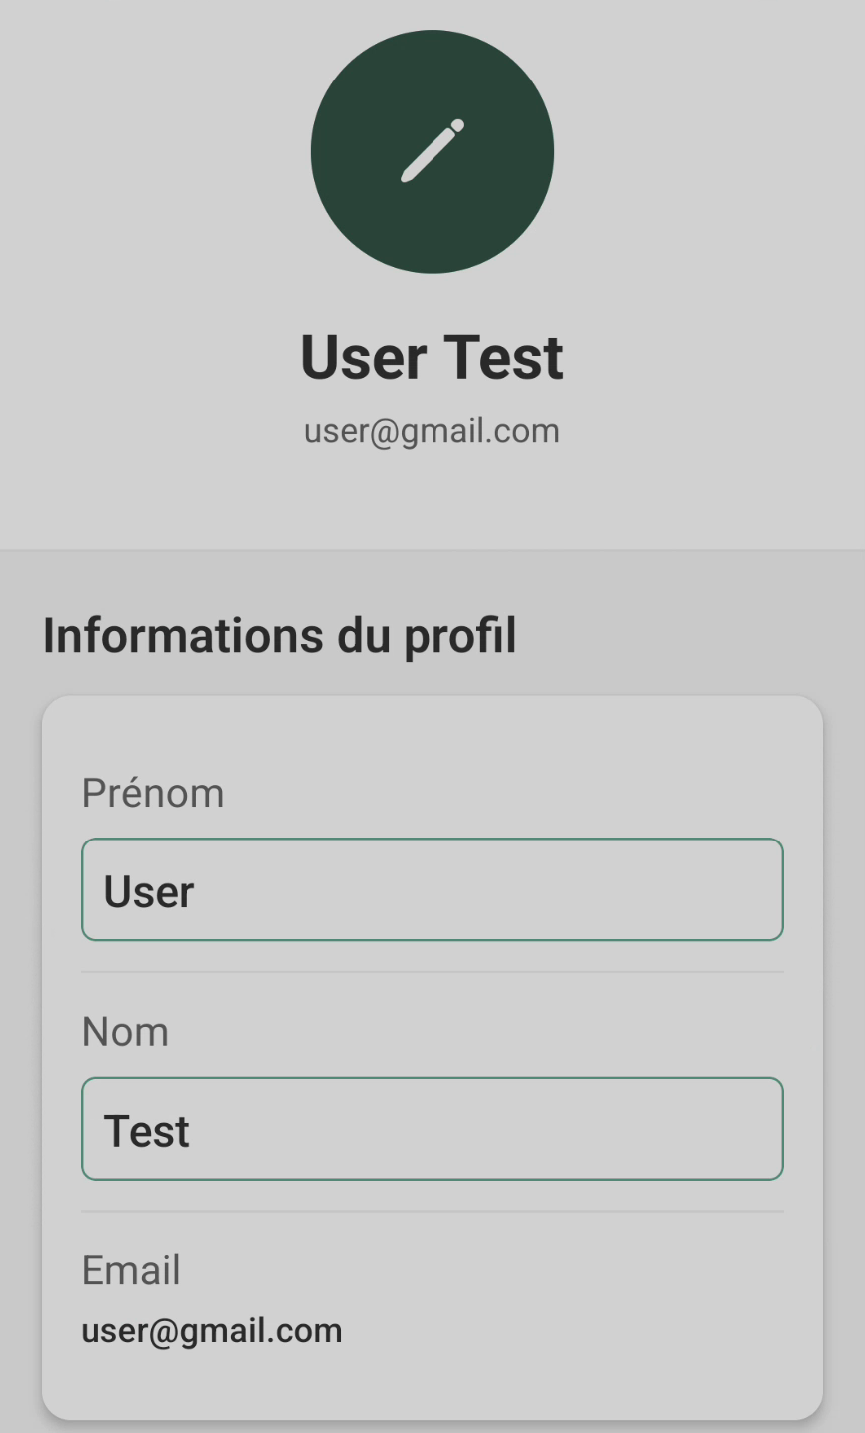 User Test
user@gmail.com
Informations du profil
Prénom
User
Nom
Test
Email
user@gmail.com